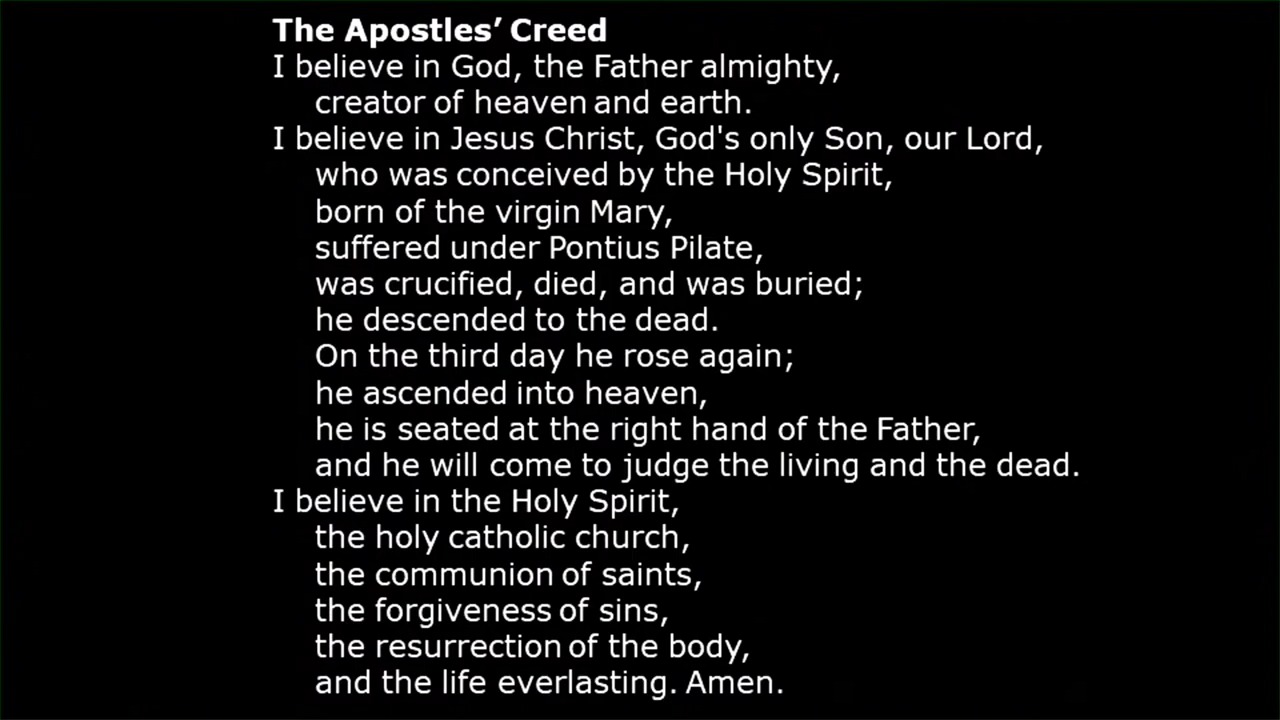 The Apostles’ Creed
I believe in God, the Father almighty,
creator of heaven and earth.
I believe in Jesus Christ, God's only Son, our Lord,
who was conceived by the Holy Spirit,
born of the virgin Mary,
suffered under Pontius Pilate,
was crucified, died, and was buried;
he descended to the dead.
On the third day he rose again;
he ascended into heaven,
he is seated at the right hand of the Father,
and he will come to judge the living and the dead.
I believe in the Holy Spirit,
the holy catholic church,
the communion of saints,
the forgiveness of sins,
the resurrection of the body,
and the life everlasting. Amen.